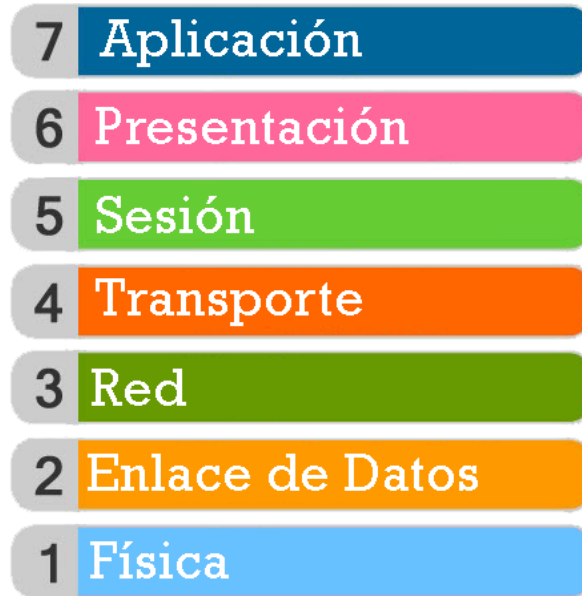 7 Aplicación
6 Presentación
5 Sesión
4 Transporte
3 Red
2 Enlace de Datos
1 Física